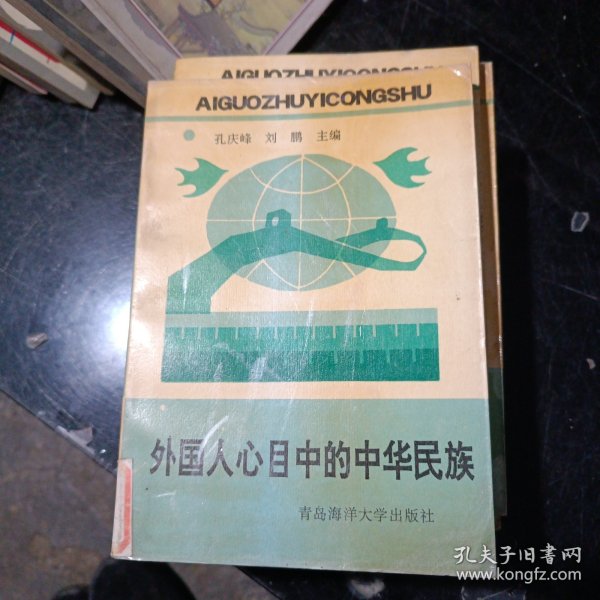 AIGUOZHUYICONGSHU
AIGUOZHUYICONGSHU
孔庆峰 刘鹏 主编
外国人心目中的中华民族
青岛海洋大学出版社
孔夫子旧书网
www.kongfz.com